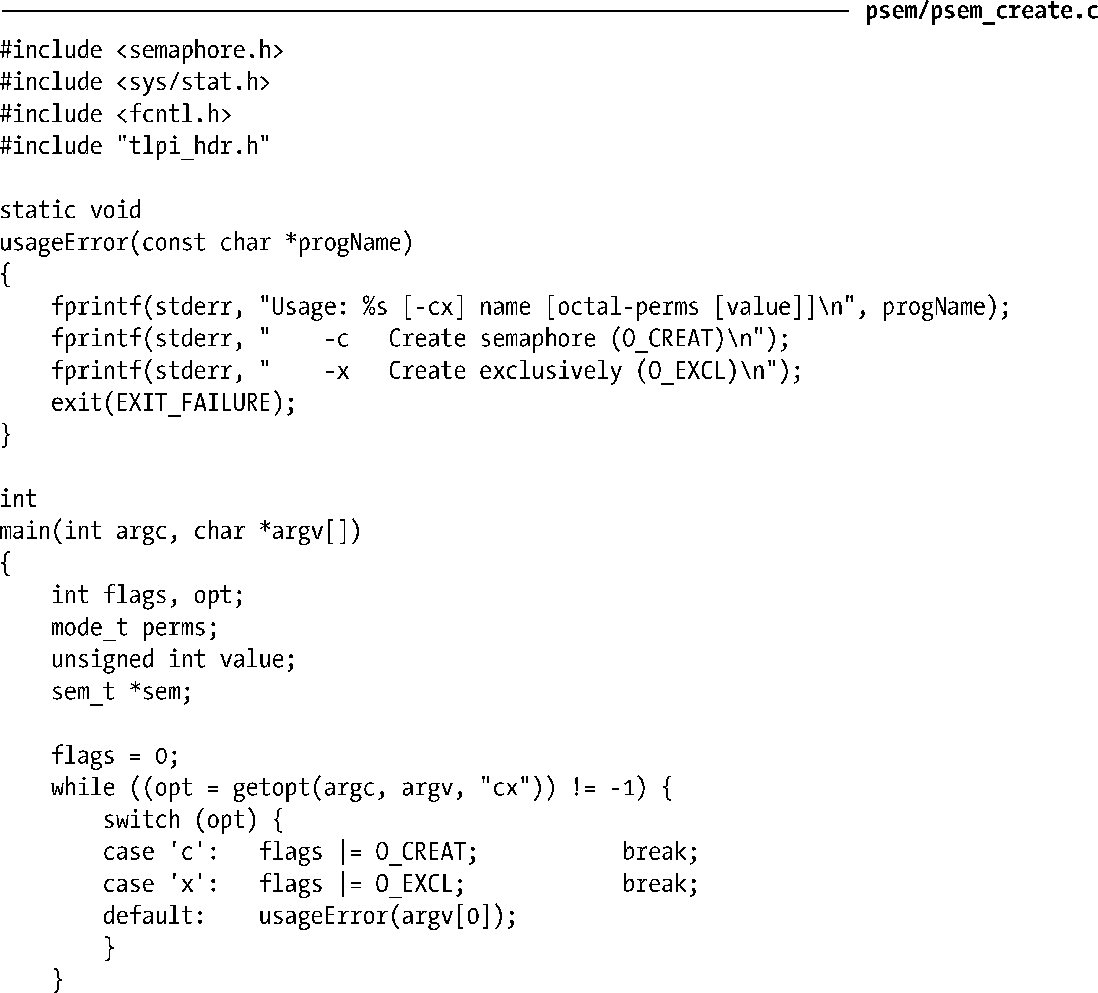 psem/psem_create.c
#include <semaphore.h>
#include <sys/stat.h>
#include <fcntl.h>
#include "tlpi_hdr.h"

static void
usageError(const char *progName)
{
    fprintf(stderr, "Usage: %s [-cx] name [octal-perms [value]]\n", progName);
    fprintf(stderr, "    -c   Create semaphore (O_CREAT)\n");
    fprintf(stderr, "    -x   Create exclusively (O_EXCL)\n");
    exit(EXIT_FAILURE);
}

int
main(int argc, char *argv[])
{
    int flags, opt;
    mode_t perms;
    unsigned int value;
    sem_t *sem;

    flags = 0;
    while ((opt = getopt(argc, argv, "cx")) != -1) {
        switch (opt) {
        case 'c':   flags |= O_CREAT;           break;
        case 'x':   flags |= O_EXCL;            break;
        default:    usageError(argv[0]);
        }
    }